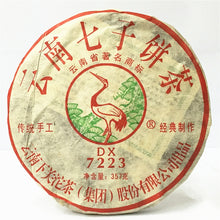 云南七子饼茶
云南省著名商标
传统手工 ® 经典制作
DX
7223
净含量: 357克
云南下关沱茶（集团）股份有限公司出品